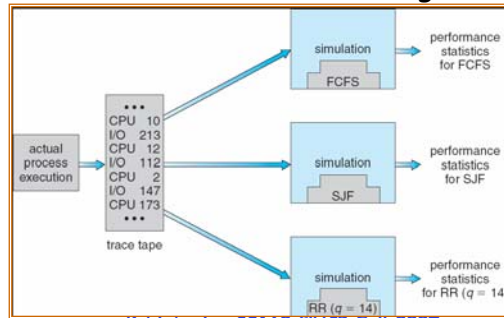 actual
process
execution
• • •
CPU 10
I/O 213
CPU 12
I/O 112
CPU 2
I/O 147
CPU 173
• • •
trace tape
simulation
FCFS
performance
statistics
for FCFS
simulation
SJF
performance
statistics
for SJF
simulation
RR (q = 14)
performance
statistics
for RR (q = 14